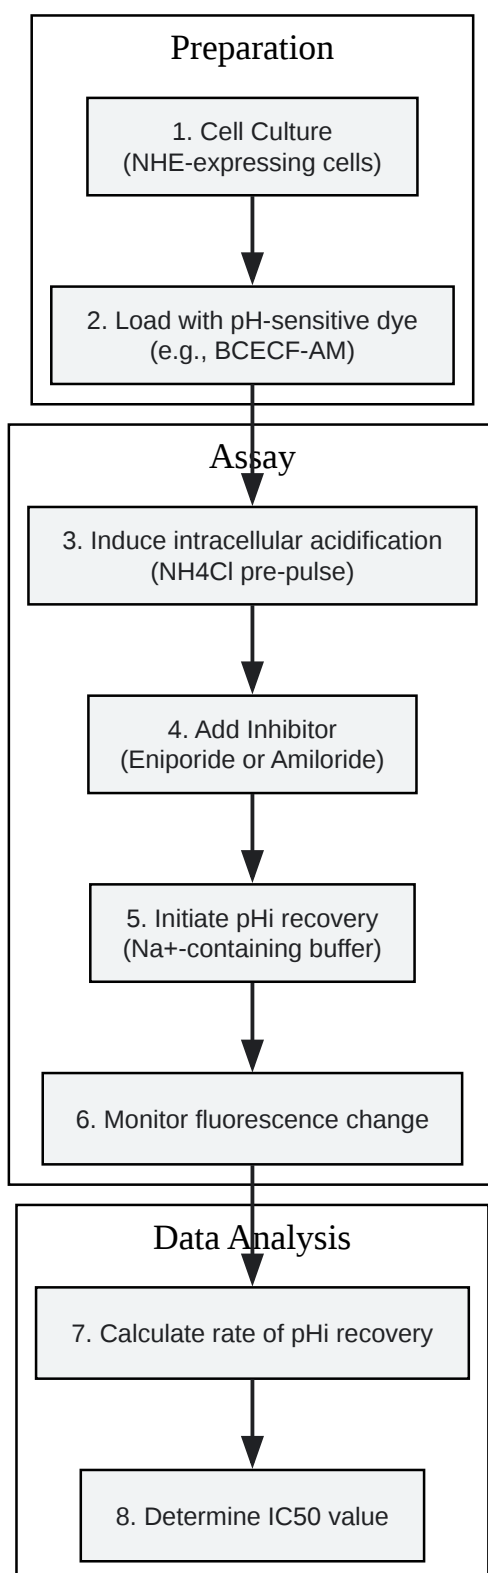 Preparation
1. Cell Culture
(NHE-expressing cells)
2. Load with pH-sensitive dye
(e.g., BCECF-AM)
Assay
3. Induce intracellular acidification
(NH4Cl pre-pulse)
4. Add Inhibitor
(Eniporide or Amiloride)
5. Initiate pHi recovery
(Na+-containing buffer)
6. Monitor fluorescence change
Data Analysis
7. Calculate rate of pHi recovery
8. Determine IC50 value